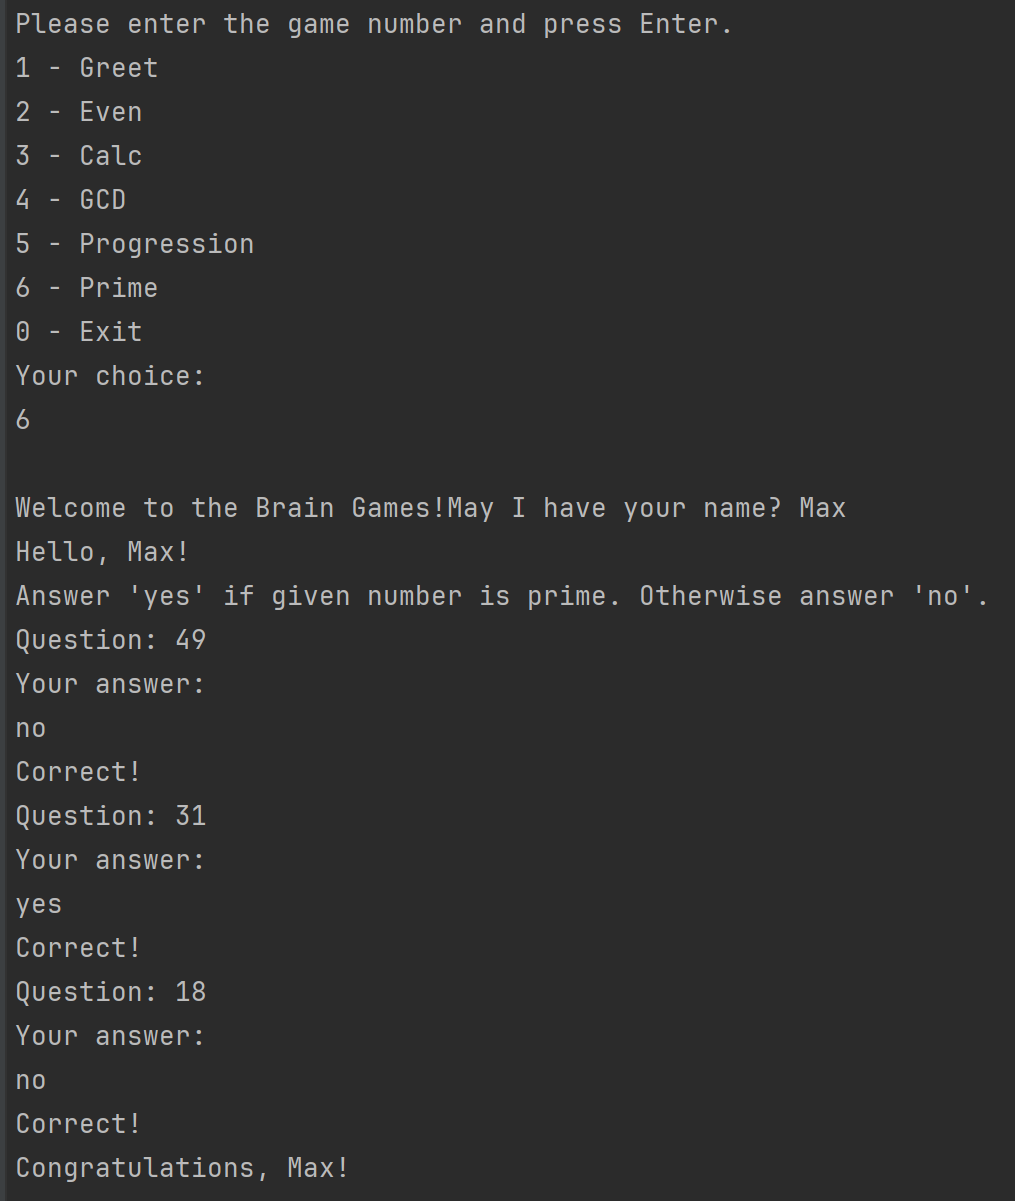 Please enter the game number and press Enter.
1 - Greet
2 - Even
3 - Calc
4 - GCD
5 - Progression
6 - Prime
0 - Exit
Your choice:
6
Welcome to the Brain Games!May I have your name? Max
Hello, Max!
Answer 'yes' if given number is prime. Otherwise answer 'no'.
Question: 49
Your answer:
no
Correct!
Question: 31
Your answer:
yes
Correct!
Question: 18
Your answer:
no
Correct!
Congratulations, Max!